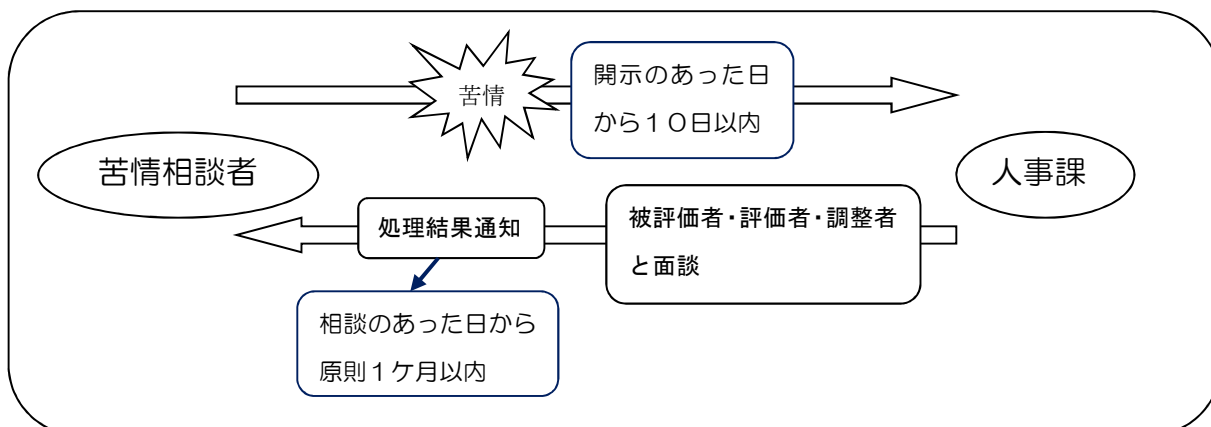 苦情
開示のあった日
から１０日以内
苦情相談者
人事課
処理結果通知
被評価者・評価者・調整者
と面談
相談のあった日から
原則１ケ月以内